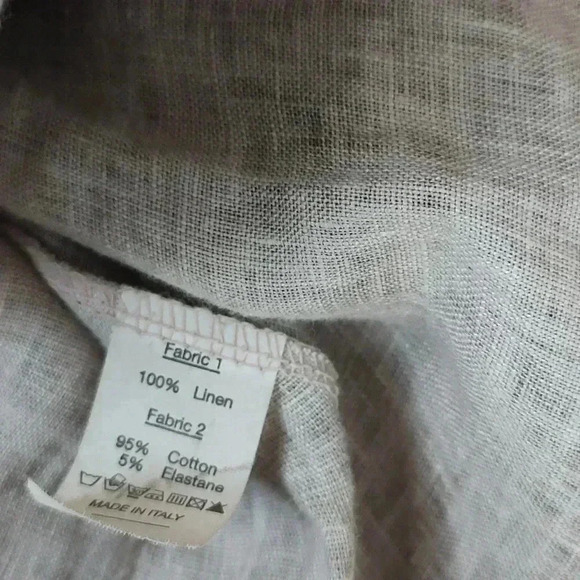 Fabric 1
100% Linen
Fabric 2
95% Cotton
5% Elastane
MADE IN ITALY